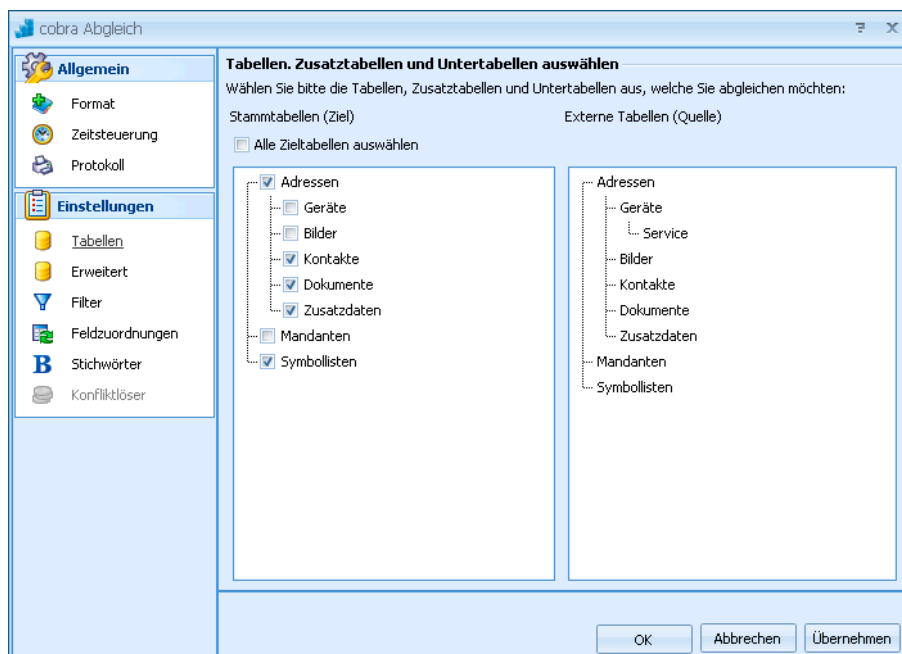 cobra Abgleich
Allgemein
Format
Zeitsteuerung
Protokoll
Einstellungen
Tabellen
Erweitert
Filter
Feldzuordnungen
B Stichwörter
Konfliktlöser
Tabellen. Zusatztabellen und Untertabellen auswählen
Wählen Sie bitte die Tabellen, Zusatztabellen und Untertabellen aus, welche Sie abgleichen möchten:
Stammtabellen (Ziel)
Alle Zieltabellen auswählen
Adressen
Geräte
Bilder
Kontakte
Dokumente
Zusatzdaten
Mandanten
Symbollisten
Externe Tabellen (Quelle)
Adressen
Geräte
Service
Bilder
Kontakte
Dokumente
Zusatzdaten
Mandanten
Symbollisten
OK
Abbrechen
Übernehmen